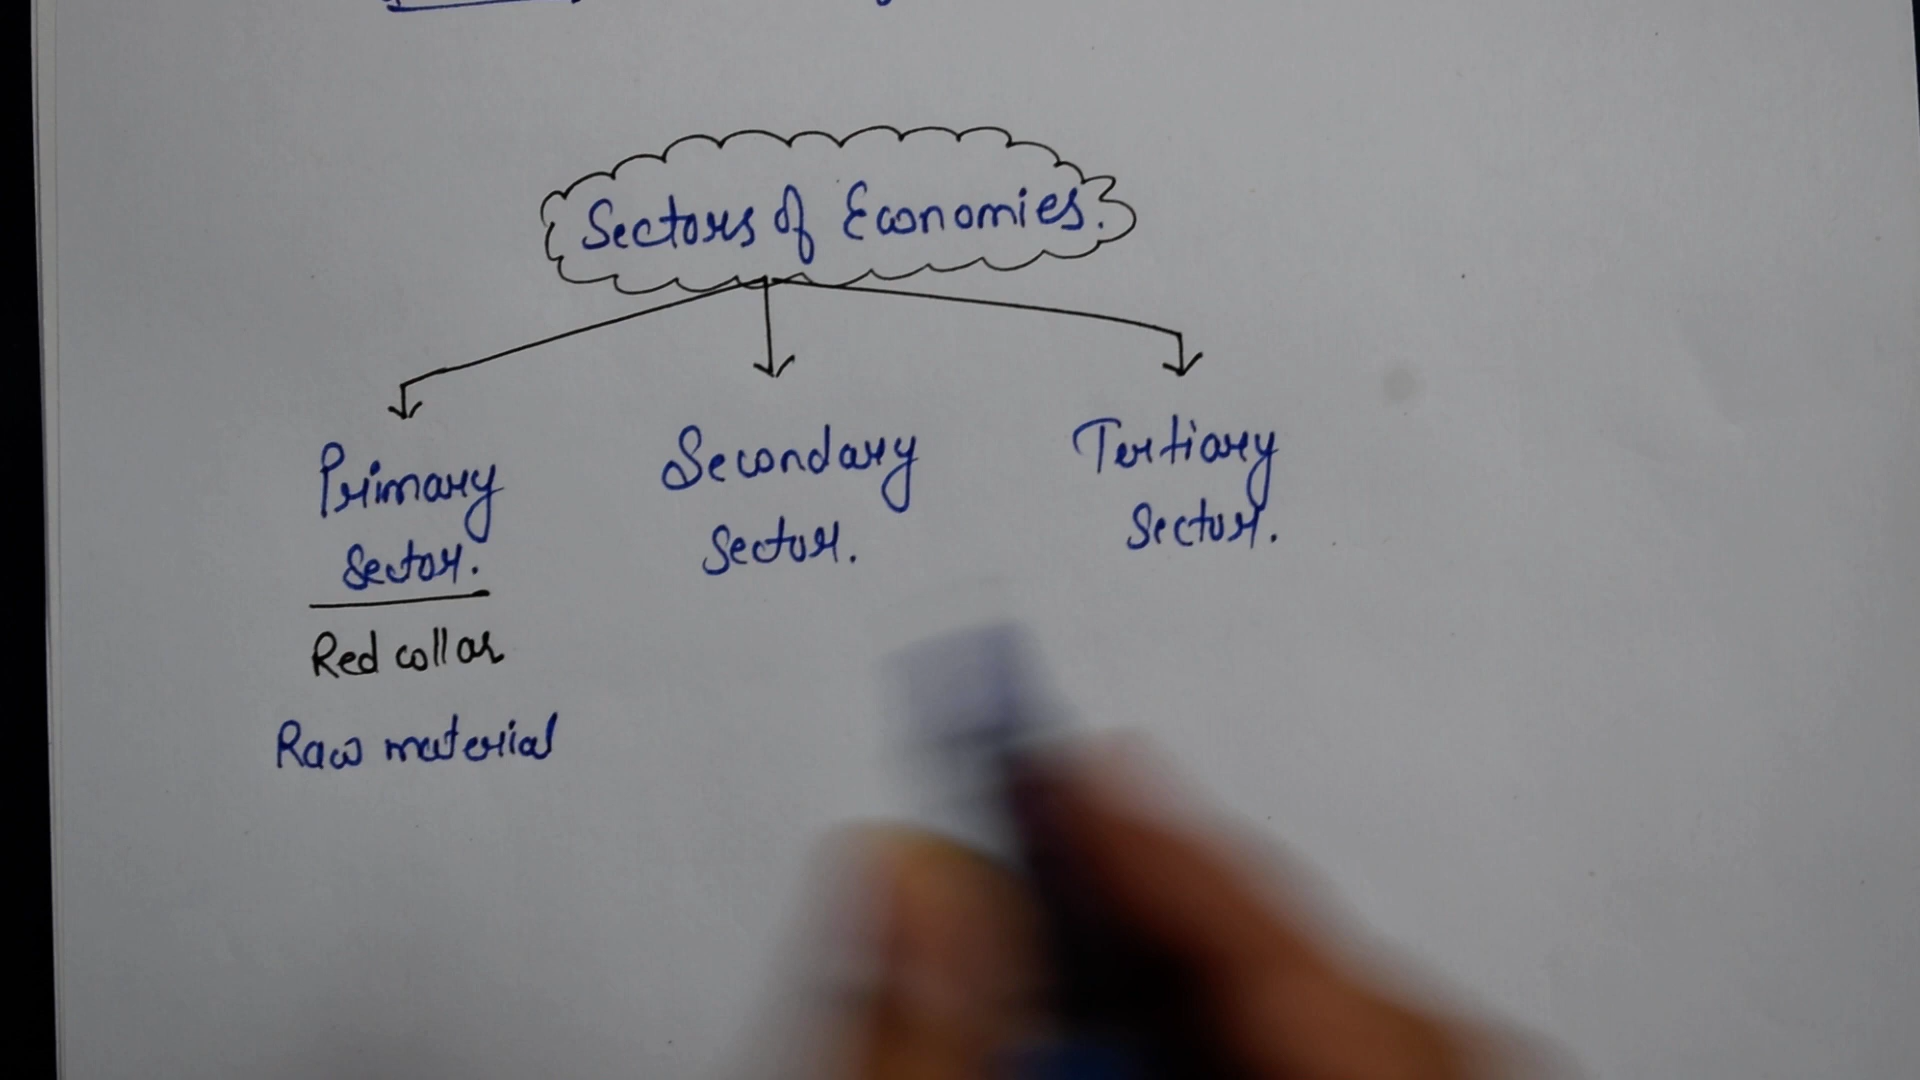 Sectors of Economies.
Primary
Sector.
Red collar
Raw material
Secondary
Sector.
Tertiary
Sector.